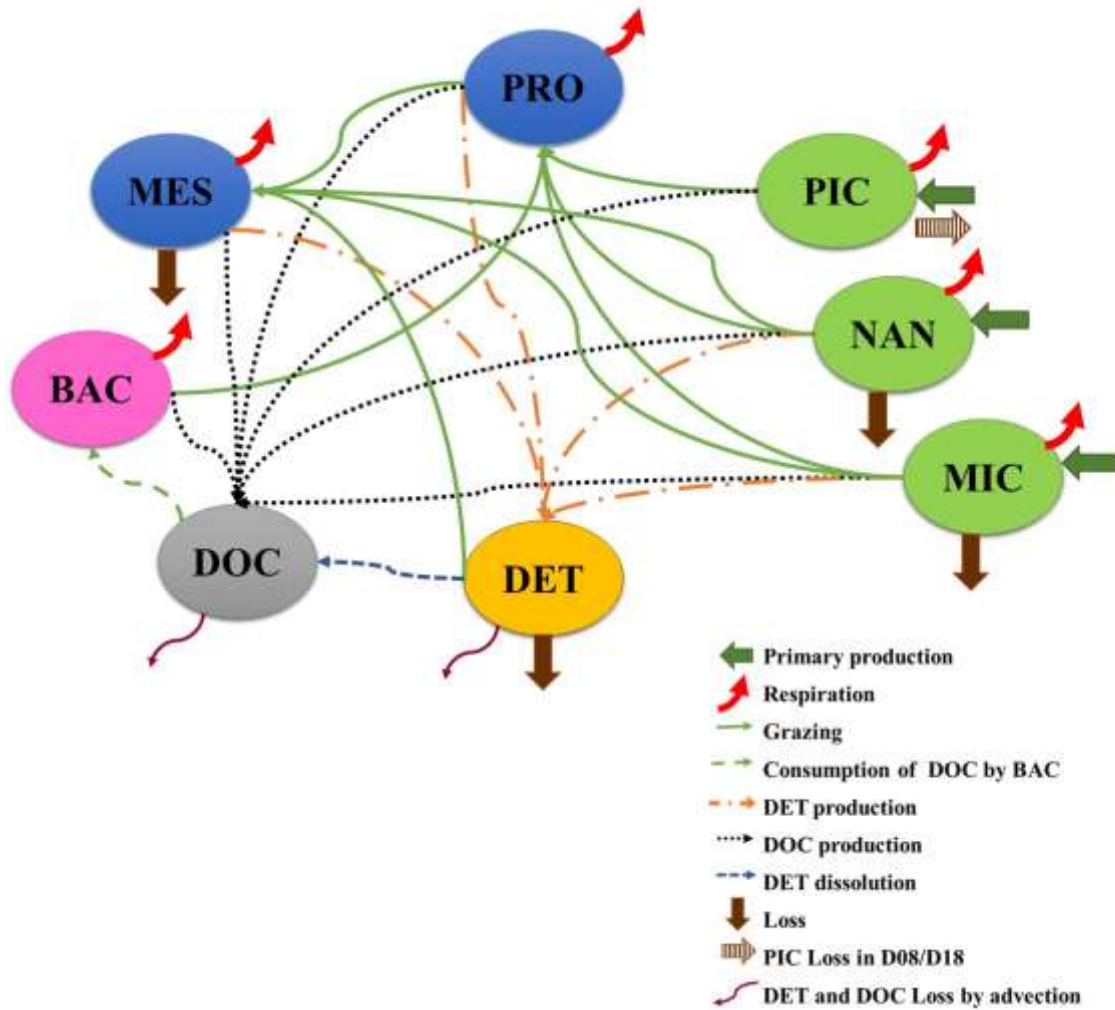 PRO
MES
PIC
NAN
BAC
MIC
DOC
DET
Primary production
Respiration
Grazing
Consumption of DOC by BAC
DET production
DOC production
DET dissolution
Loss
PIC Loss in D08/D18
DET and DOC Loss by advection